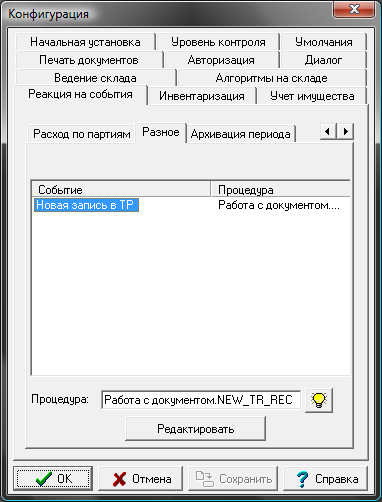 Конфигурация
Начальная установка Уровень контроля Умолчания
Печать документов Авторизация Диалог
Ведение склада Алгоритмы на складе
Реакция на события Инвентаризация Учет имущества
Расход по партиям Разное Архивация периода
Событие Процедура
Новая запись в ТР Работа с документом....
Процедура: Работа с документом.NEW_TR_REC
Редактировать
OK Отмена Сохранить ? Справка